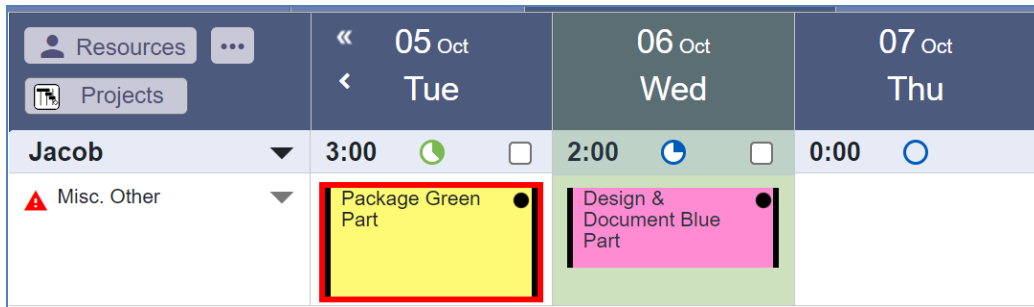 Resources ...
Projects
« 05 Oct
< Tue
06 Oct
Wed
07 Oct
Thu
Jacob
3:00
2:00
0:00
Misc. Other
Package Green
Part
Design &
Document Blue
Part